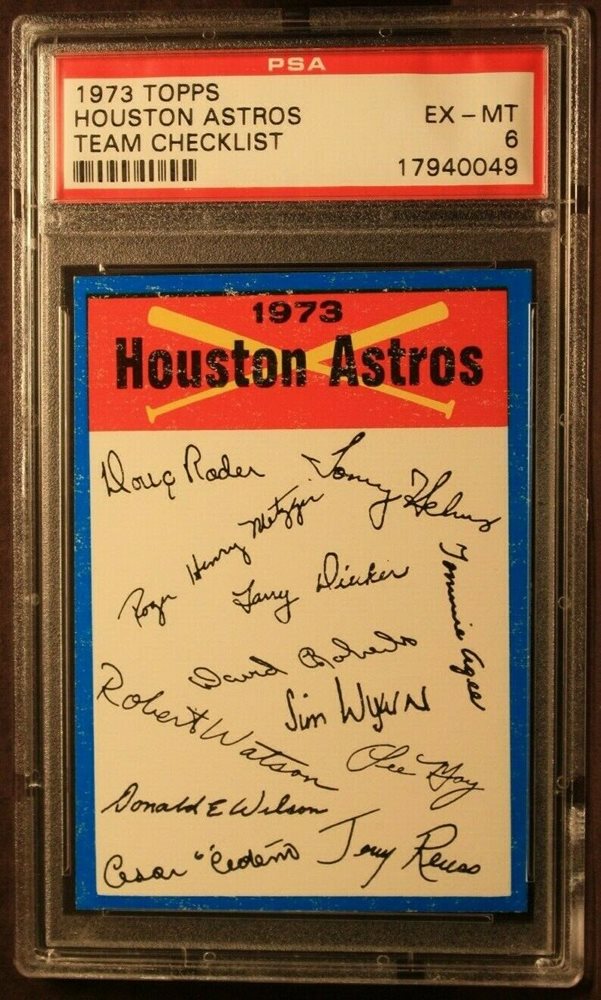 PSA
1973 TOPPS
HOUSTON ASTROS
TEAM CHECKLIST
EX - MT
6
17940049
1973
Houston Astros
Doug Rader
Tommy Helms
Roger Henry Metzger
Larry Dierker
Tommie Agee
David Roberts
Robert Watson
Jim Wynn
Lee May
Donald E Wilson
Cesar Cedeño
Jerry Reuss